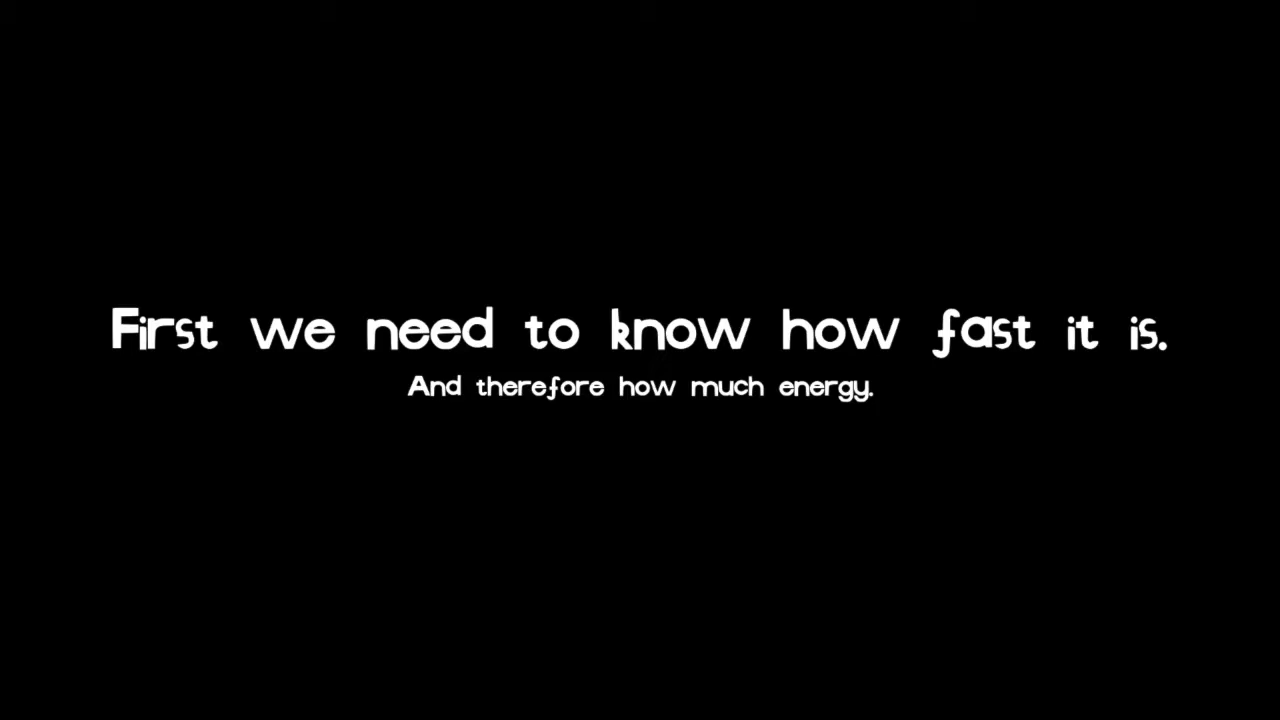 First we need to know how fast it is.
And therefore how much energy.